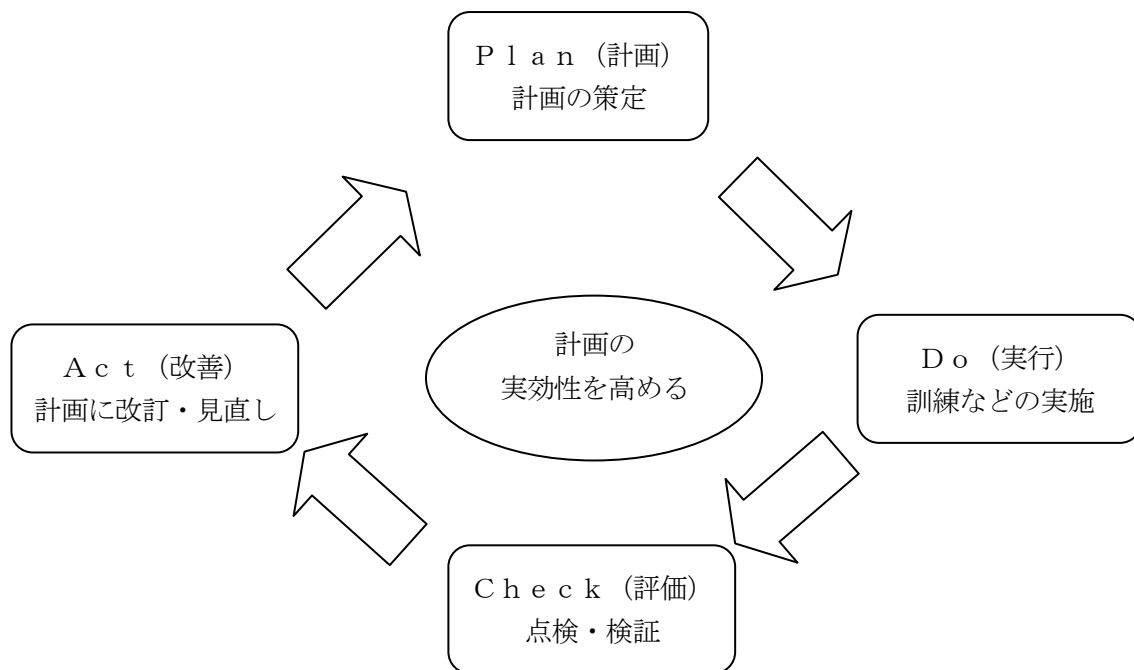 Ｐｌａｎ（計画）
計画の策定
Ｄｏ（実行）
訓練などの実施
Ｃｈｅｃｋ（評価）
点検・検証
Ａｃｔ（改善）
計画に改訂・見直し
計画の
実効性を高める